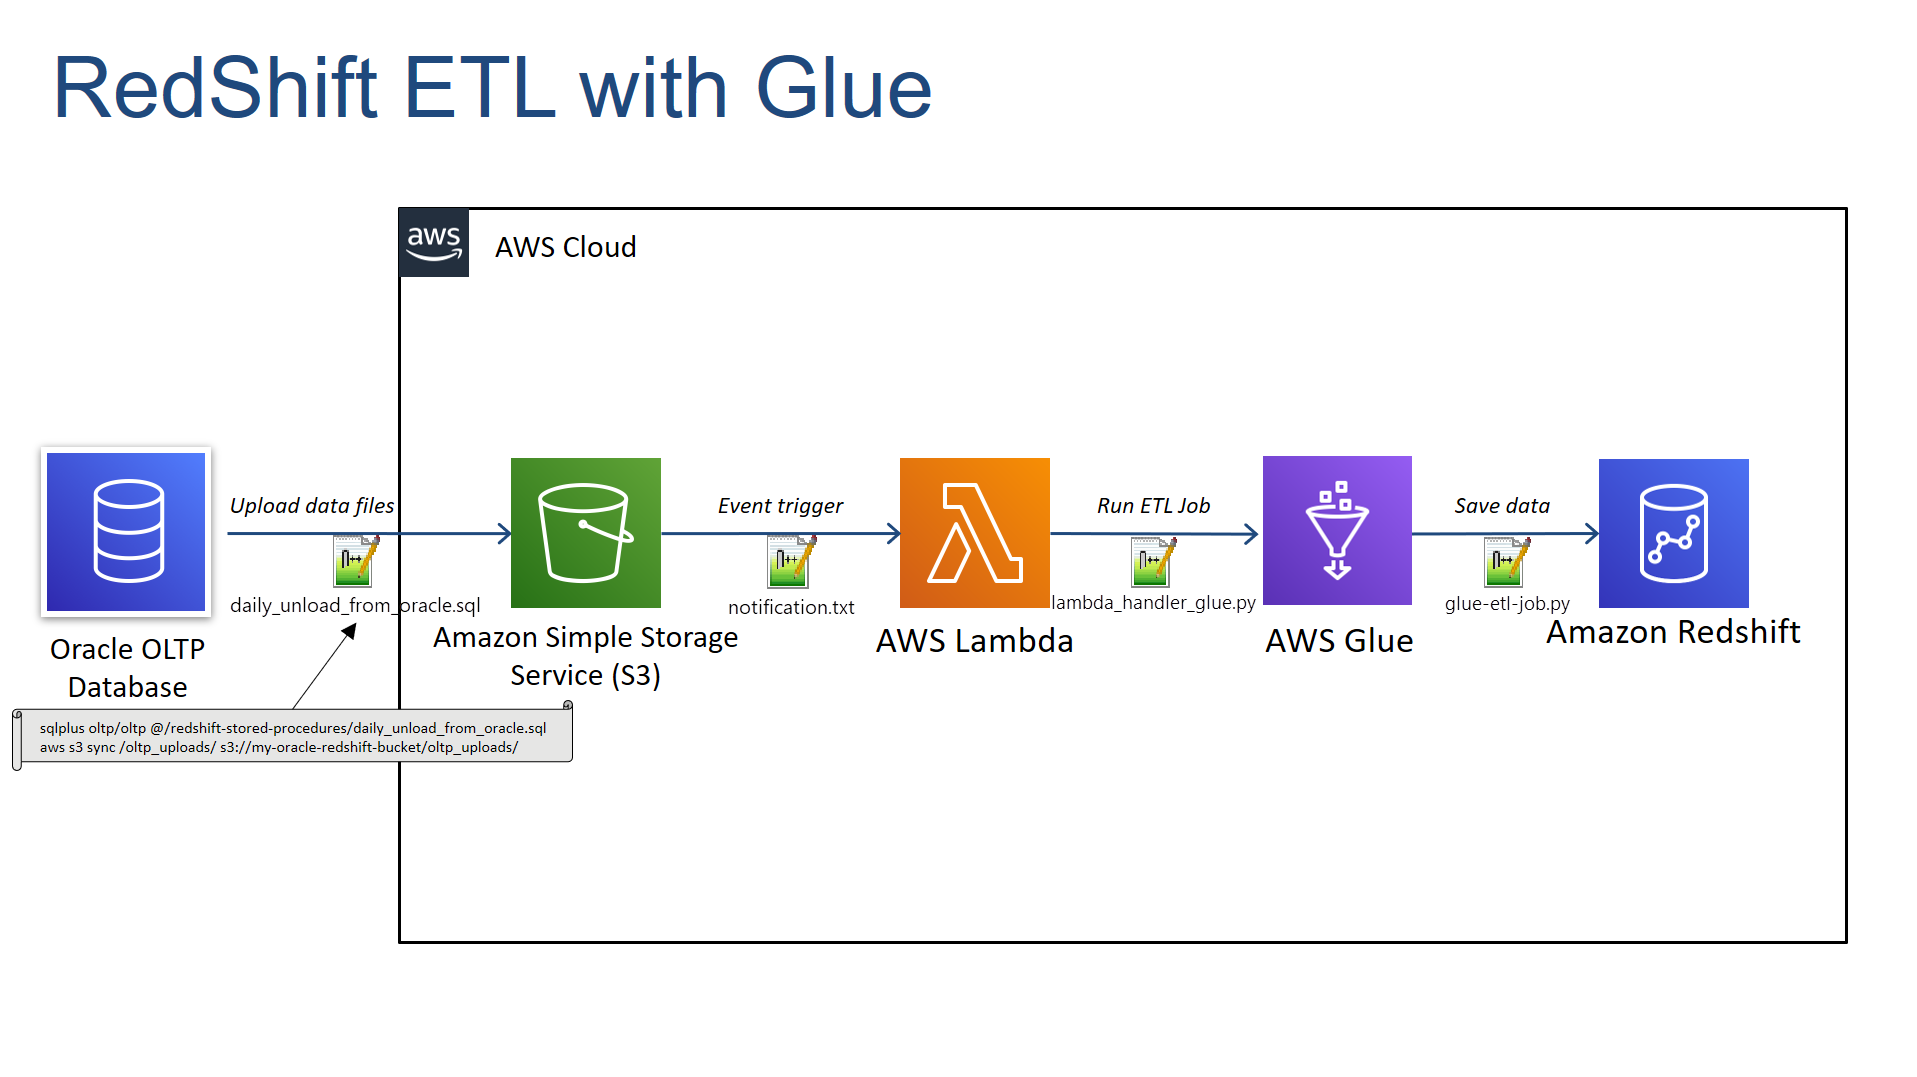 RedShift ETL with Glue
aws
AWS Cloud
Upload data files
Event trigger
Run ETL Job
Save data
daily_unload_from_oracle.sql
notification.txt
lambda_handler_glue.py
glue-etl-job.py
Oracle OLTP
Database
Amazon Simple Storage
Service (S3)
AWS Lambda
AWS Glue
Amazon Redshift
sqlplus oltp/oltp @/redshift-stored-procedures/daily_unload_from_oracle.sql
aws s3 sync /oltp_uploads/ s3://my-oracle-redshift-bucket/oltp_uploads/